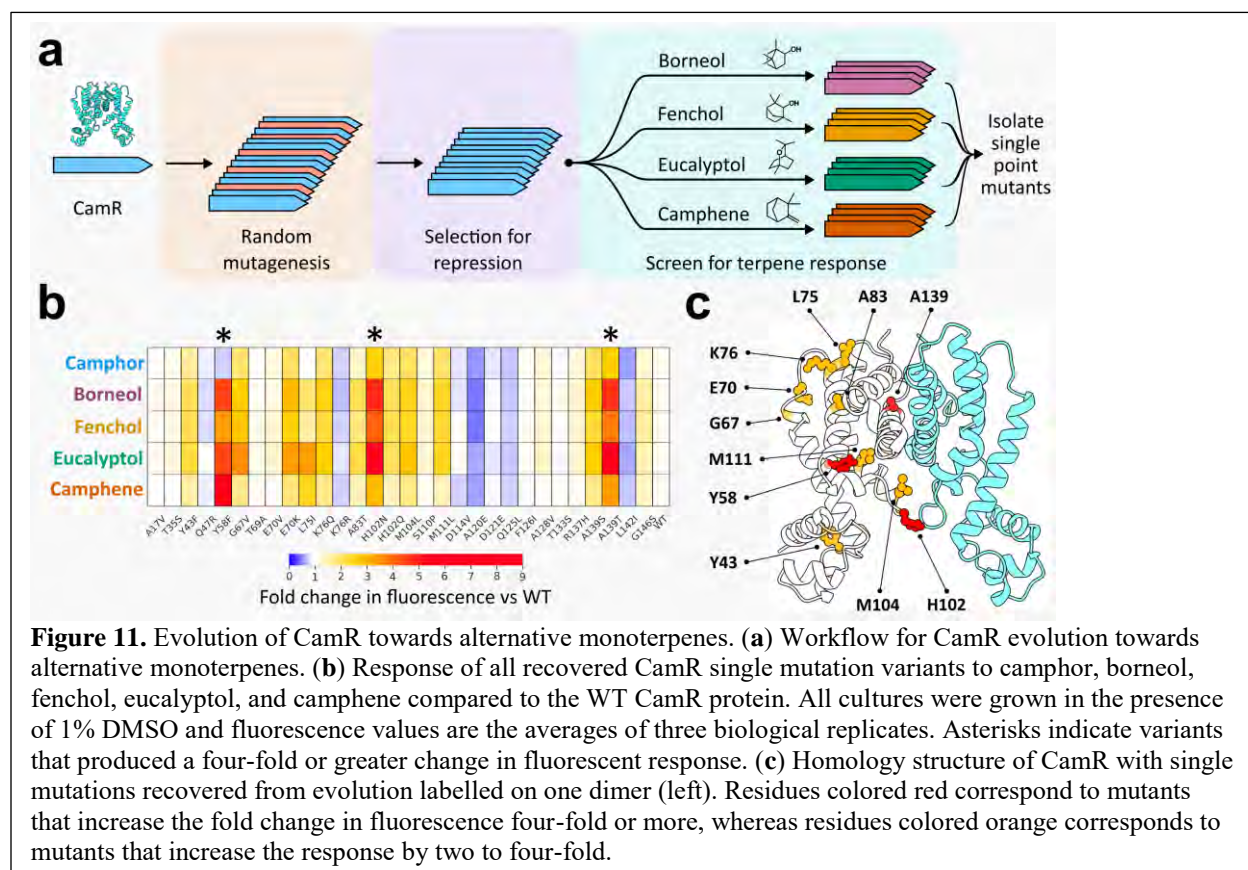 a
CamR
Random
mutagenesis
Selection for
repression
Borneol
OH
Fenchol
OH
Eucalyptol
O
Camphene
Screen for terpene response
Isolate
single
point
mutants
b
* * *
Camphor
Borneol
Fenchol
Eucalyptol
Camphene
A17V T35S Y43F Q47R Y58F G67V T69A E70V E70K L75I K76Q K76R A83T H102N H102Q M104L S110P M111L D114V A120E D121E Q125L F126I A128V T133S R137H A139S A139T L142I G146S WT
0 1 2 3 4 5 6 7 8 9
Fold change in fluorescence vs WT
c
L75 A83 A139
K76
E70
G67
M111
Y58
Y43
M104 H102
Figure 11. Evolution of CamR towards alternative monoterpenes. (a) Workflow for CamR evolution towards
alternative monoterpenes. (b) Response of all recovered CamR single mutation variants to camphor, borneol,
fenchol, eucalyptol, and camphene compared to the WT CamR protein. All cultures were grown in the presence
of 1% DMSO and fluorescence values are the averages of three biological replicates. Asterisks indicate variants
that produced a four-fold or greater change in fluorescent response. (c) Homology structure of CamR with single
mutations recovered from evolution labelled on one dimer (left). Residues colored red correspond to mutants
that increase the fold change in fluorescence four-fold or more, whereas residues colored orange corresponds to
mutants that increase the response by two to four-fold.